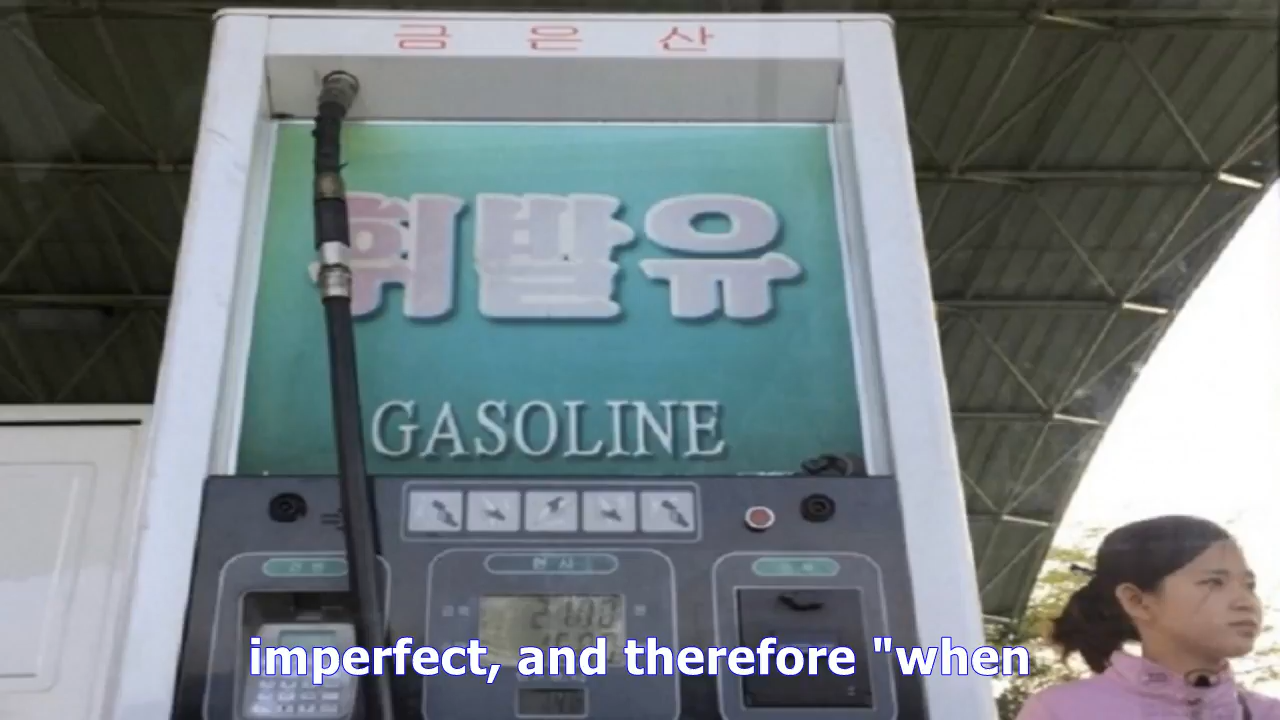 금은산
휘발유
GASOLINE
imperfect, and therefore "when